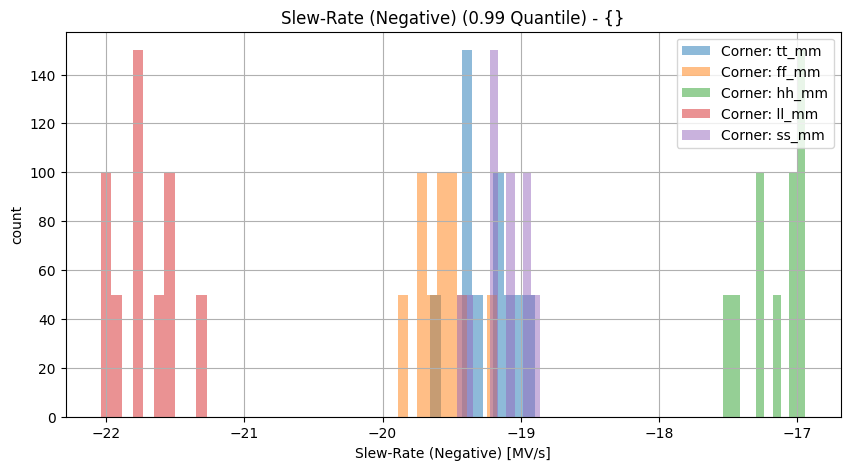 Slew-Rate (Negative) (0.99 Quantile) - {}
count
140
120
100
80
60
40
20
0
−22
−21
−20
−19
−18
−17
Slew-Rate (Negative) [MV/s]
Corner: tt_mm
Corner: ff_mm
Corner: hh_mm
Corner: ll_mm
Corner: ss_mm